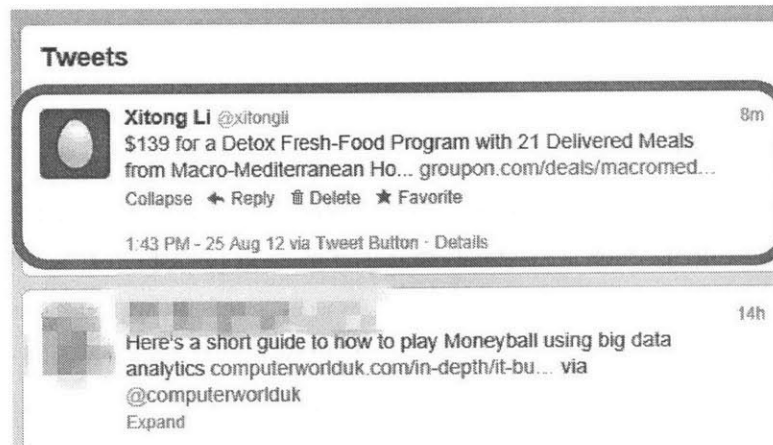 Tweets
Xitong Li @xitongli 8m
$139 for a Detox Fresh-Food Program with 21 Delivered Meals
from Macro-Mediterranean Ho... groupon.com/deals/macromed...
Collapse Reply Delete Favorite
1:43 PM - 25 Aug 12 via Tweet Button · Details
14h
Here's a short guide to how to play Moneyball using big data
analytics computerworlduk.com/in-depth/it-bu... via
@computerworlduk
Expand